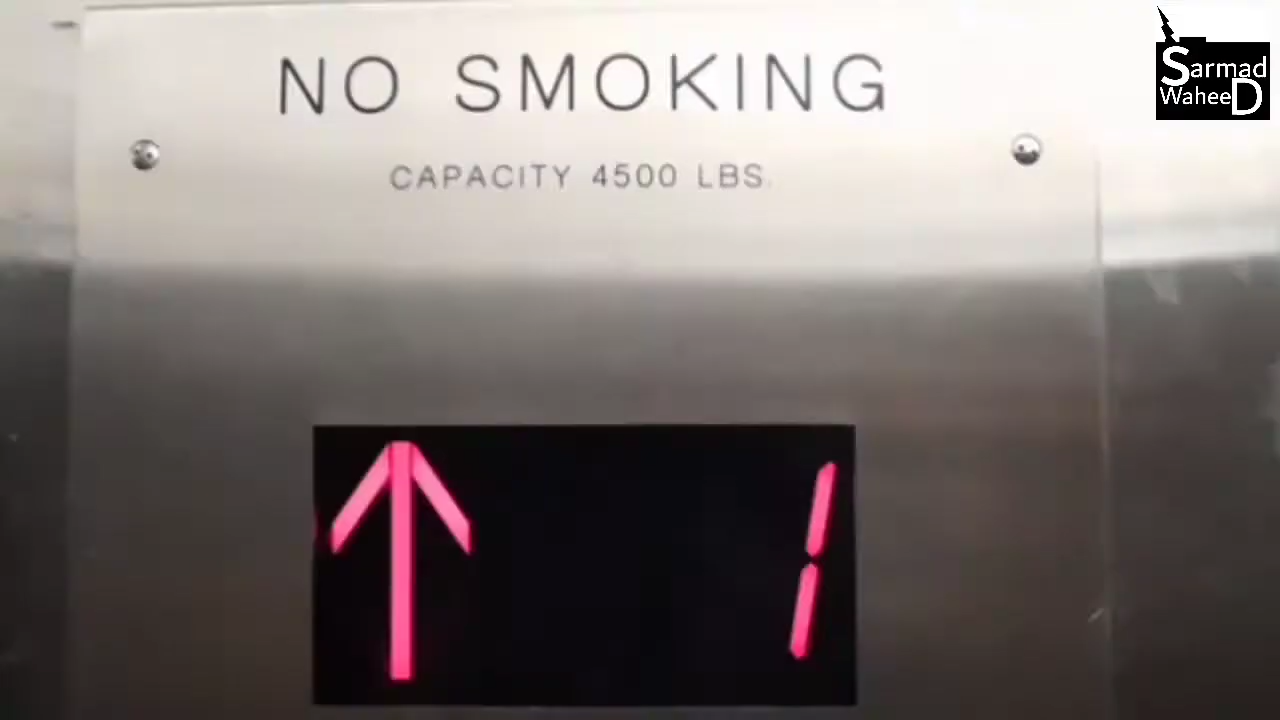 NO SMOKING
Sarmad
WaheeD
CAPACITY 4500 LBS.
↑ 1